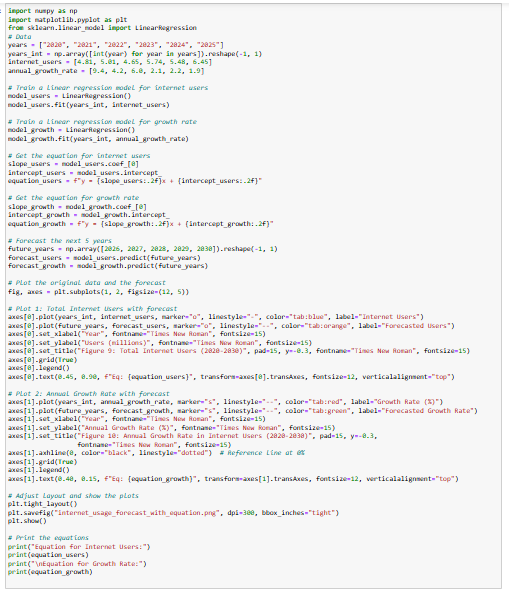 import numpy as np
import matplotlib.pyplot as plt
from sklearn.linear_model import LinearRegression
# Data
years = ["2020", "2021", "2022", "2023", "2024", "2025"]
years_int = np.array([int(year) for year in years]).reshape(-1, 1)
internet_users = [4.81, 5.01, 4.65, 5.74, 5.48, 6.45]
annual_growth_rate = [9.4, 4.2, 6.0, 2.1, 2.2, 1.9]
# Train a linear regression model for internet users
model_users = LinearRegression()
model_users.fit(years_int, internet_users)
# Train a linear regression model for growth rate
model_growth = LinearRegression()
model_growth.fit(years_int, annual_growth_rate)
# Get the equation for internet users
slope_users = model_users.coef_[0]
intercept_users = model_users.intercept_
equation_users = f"y = {slope_users:.2f}x + {intercept_users:.2f}"
# Get the equation for growth rate
slope_growth = model_growth.coef_[0]
intercept_growth = model_growth.intercept_
equation_growth = f"y = {slope_growth:.2f}x + {intercept_growth:.2f}"
# Forecast the next 5 years
future_years = np.array([2026, 2027, 2028, 2029, 2030]).reshape(-1, 1)
forecast_users = model_users.predict(future_years)
forecast_growth = model_growth.predict(future_years)
# Plot the original data and the forecast
fig, axes = plt.subplots(1, 2, figsize=(12, 5))
# Plot 1: Total Internet Users with forecast
axes[0].plot(years_int, internet_users, marker="o", linestyle="-", color="tab:blue", label="Internet Users")
axes[0].plot(future_years, forecast_users, marker="o", linestyle="--", color="tab:orange", label="Forecasted Users")
axes[0].set_xlabel("Year", fontname="Times New Roman", fontsize=15)
axes[0].set_ylabel("Users (millions)", fontname="Times New Roman", fontsize=15)
axes[0].set_title("Figure 9: Total Internet Users (2020-2030)", pad=15, y=-0.3, fontname="Times New Roman", fontsize=15)
axes[0].grid(True)
axes[0].legend()
axes[0].text(0.45, 0.90, f"Eq: {equation_users}", transform=axes[0].transAxes, fontsize=12, verticalalignment="top")
# Plot 2: Annual Growth Rate with forecast
axes[1].plot(years_int, annual_growth_rate, marker="s", linestyle="--", color="tab:red", label="Growth Rate (%)")
axes[1].plot(future_years, forecast_growth, marker="s", linestyle="--", color="tab:green", label="Forecasted Growth Rate")
axes[1].set_xlabel("Year", fontname="Times New Roman", fontsize=15)
axes[1].set_ylabel("Annual Growth Rate (%)", fontname="Times New Roman", fontsize=15)
axes[1].set_title("Figure 10: Annual Growth Rate in Internet Users (2020-2030)", pad=15, y=-0.3,
fontname="Times New Roman", fontsize=15)
axes[1].axhline(0, color="black", linestyle="dotted")  # Reference line at 0%
axes[1].grid(True)
axes[1].legend()
axes[1].text(0.40, 0.15, f"Eq: {equation_growth}", transform=axes[1].transAxes, fontsize=12, verticalalignment="top")
# Adjust layout and show the plots
plt.tight_layout()
plt.savefig("internet_usage_forecast_with_equation.png", dpi=300, bbox_inches="tight")
plt.show()
# Print the equations
print("Equation for Internet Users:")
print(equation_users)
print("\nEquation for Growth Rate:")
print(equation_growth)